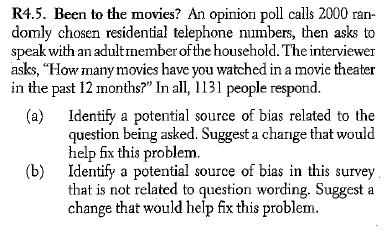 R4.5. Been to the movies? An opinion poll calls 2000 ran-
domly chosen residential telephone numbers, then asks to
speak with an adult member of the household. The interviewer
asks, “How many movies have you watched in a movie theater
in the past 12 months?” In all, 1131 people respond.
(a) Identify a potential source of bias related to the
question being asked. Suggest a change that would
help fix this problem.
(b) Identify a potential source of bias in this survey
that is not related to question wording. Suggest a
change that would help fix this problem.